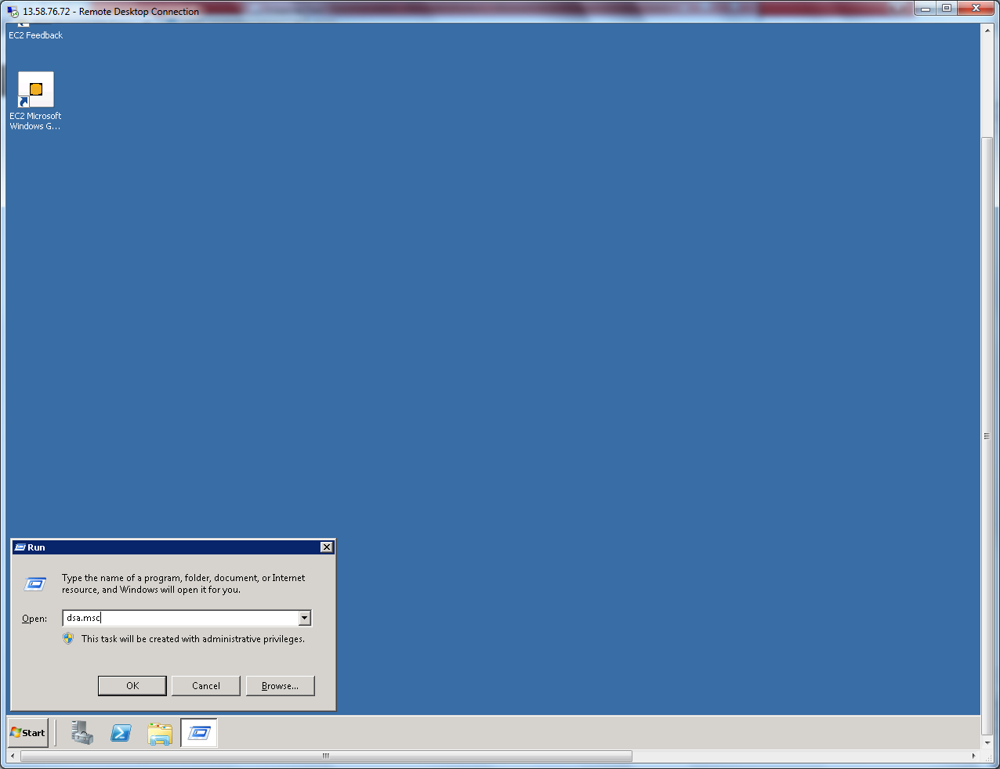 13.58.76.72 - Remote Desktop Connection
EC2 Feedback
EC2 Microsoft
Windows G...
Run
Type the name of a program, folder, document, or Internet
resource, and Windows will open it for you.
Open:
dsa.msc
This task will be created with administrative privileges.
OK
Cancel
Browse...
Start